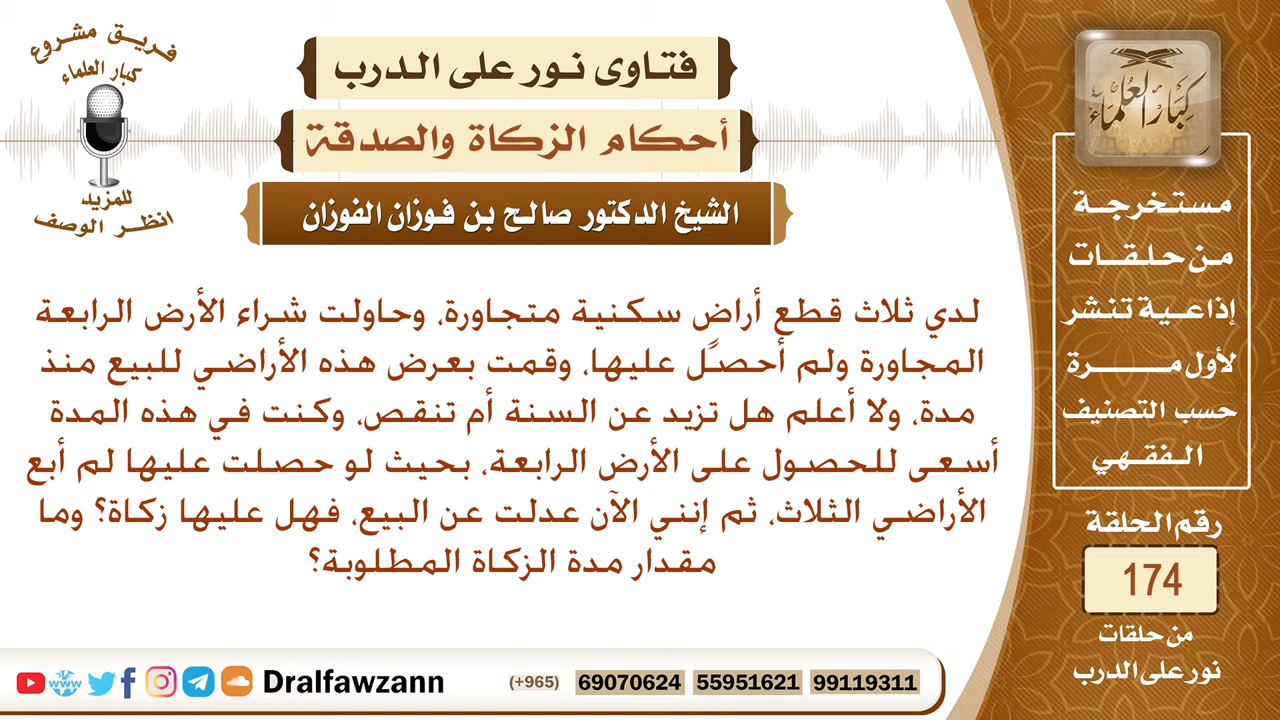 فريق مشروع
كبار العلماء
للمزيد
انظر الوصف
فتاوى نور على الدرب
أحكام الزكاة والصدقة
الشيخ الدكتور صالح بن فوزان الفوزان
لدي ثلاث قطع أراض سكنية متجاورة، وحاولت شراء الأرض الرابعة
المجاورة ولم أحصل عليها، وقمت بعرض هذه الأراضي للبيع منذ
مدة، ولا أعلم هل تزيد عن السنة أم تنقص، وكنت في هذه المدة
أسعى للحصول على الأرض الرابعة، بحيث لو حصلت عليها لم أبع
الأراضي الثلاث، ثم إنني الآن عدلت عن البيع، فهل عليها زكاة؟ وما
مقدار مدة الزكاة المطلوبة؟
كبار العلماء
مستخرجة
من حلقات
إذاعية تنشر
لأول مرة
حسب التصنيف
الفقهي
رقم الحلقة
174
من حلقات
نور على الدرب
www Dralfawzann (+965) 69070624 55951621 99119311